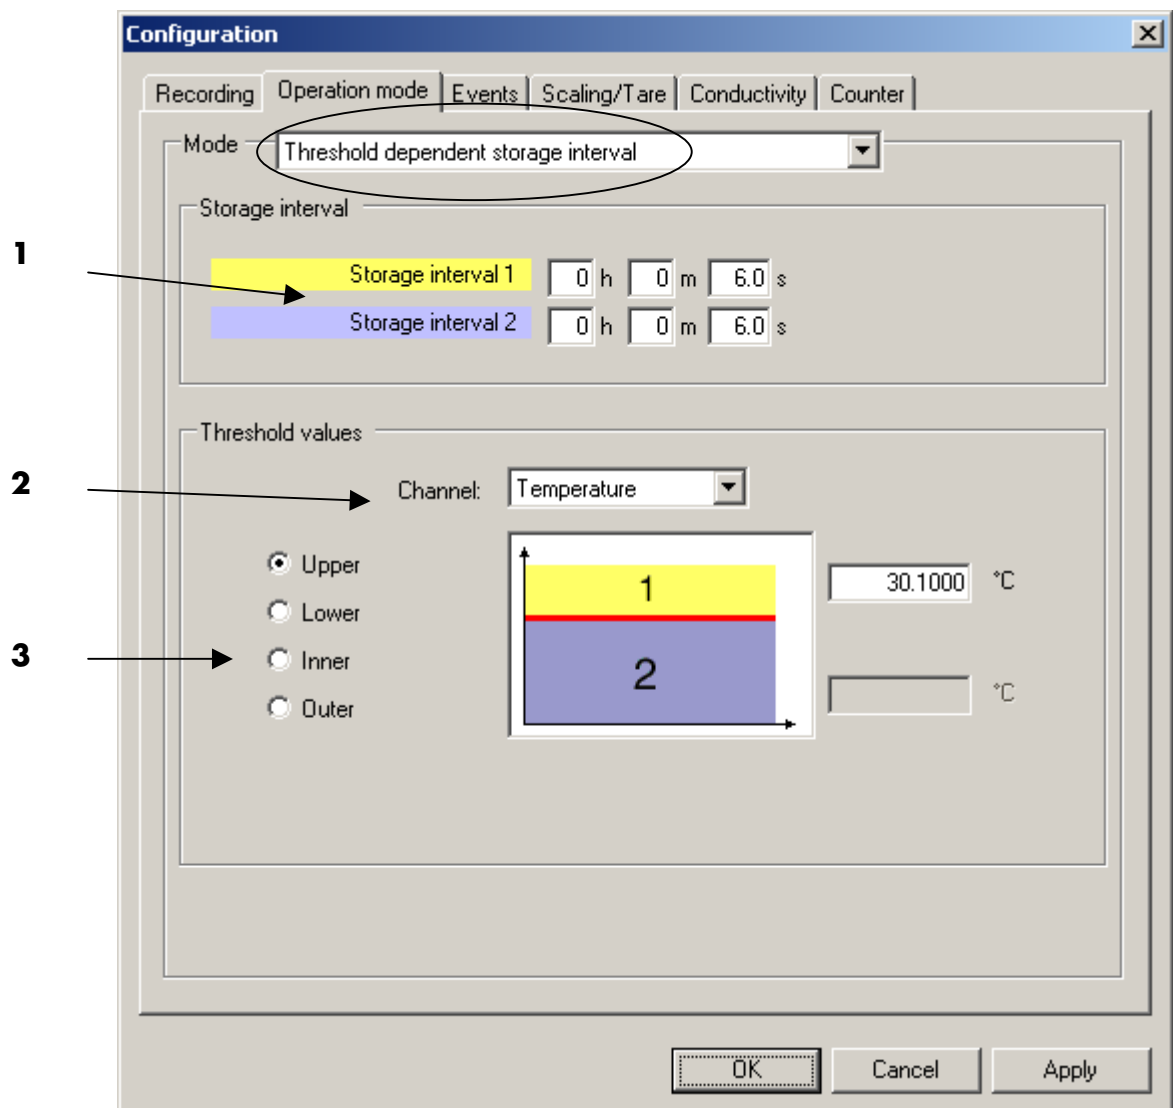 Configuration
Recording Operation mode Events Scaling/Tare Conductivity Counter
Mode Threshold dependent storage interval
Storage interval
1
Storage interval 1 0 h 0 m 6.0 s
Storage interval 2 0 h 0 m 6.0 s
Threshold values
2
Channel: Temperature
Upper
1
30.1000 °C
Lower
3
Inner
2
°C
Outer
OK Cancel Apply